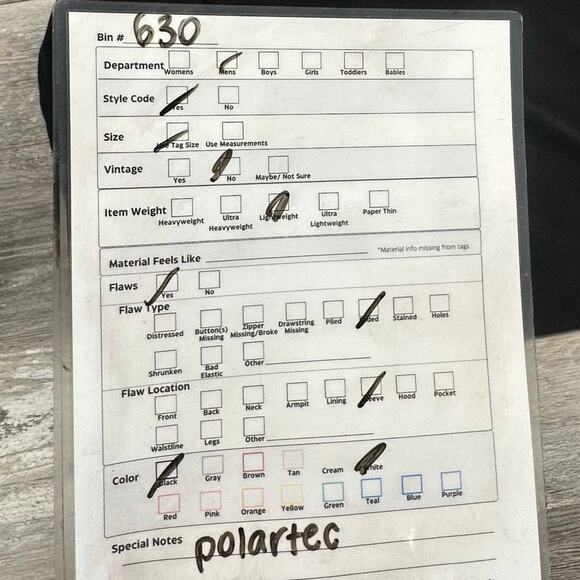 Bin # 630
Department Womens Mens Boys Girls Toddlers Babies
Style Code Yes No
Size Use Tag Size Use Measurements
Vintage Yes No Maybe/ Not Sure
Item Weight Heavyweight Ultra Heavyweight Lightweight Ultra Lightweight Paper Thin
Material Feels Like *Material info missing from tags
Flaws Yes No
Flaw Type
Distressed Button(s) Missing Zipper Missing/Broke Drawstring Missing Piled Faded Stained Holes
Shrunken Bad Elastic Other
Flaw Location
Front Back Neck Armpit Lining Sleeve Hood Pocket
Waistline Legs Other
Color Black Gray Brown Tan Cream White
Red Pink Orange Yellow Green Teal Blue Purple
Special Notes polartec